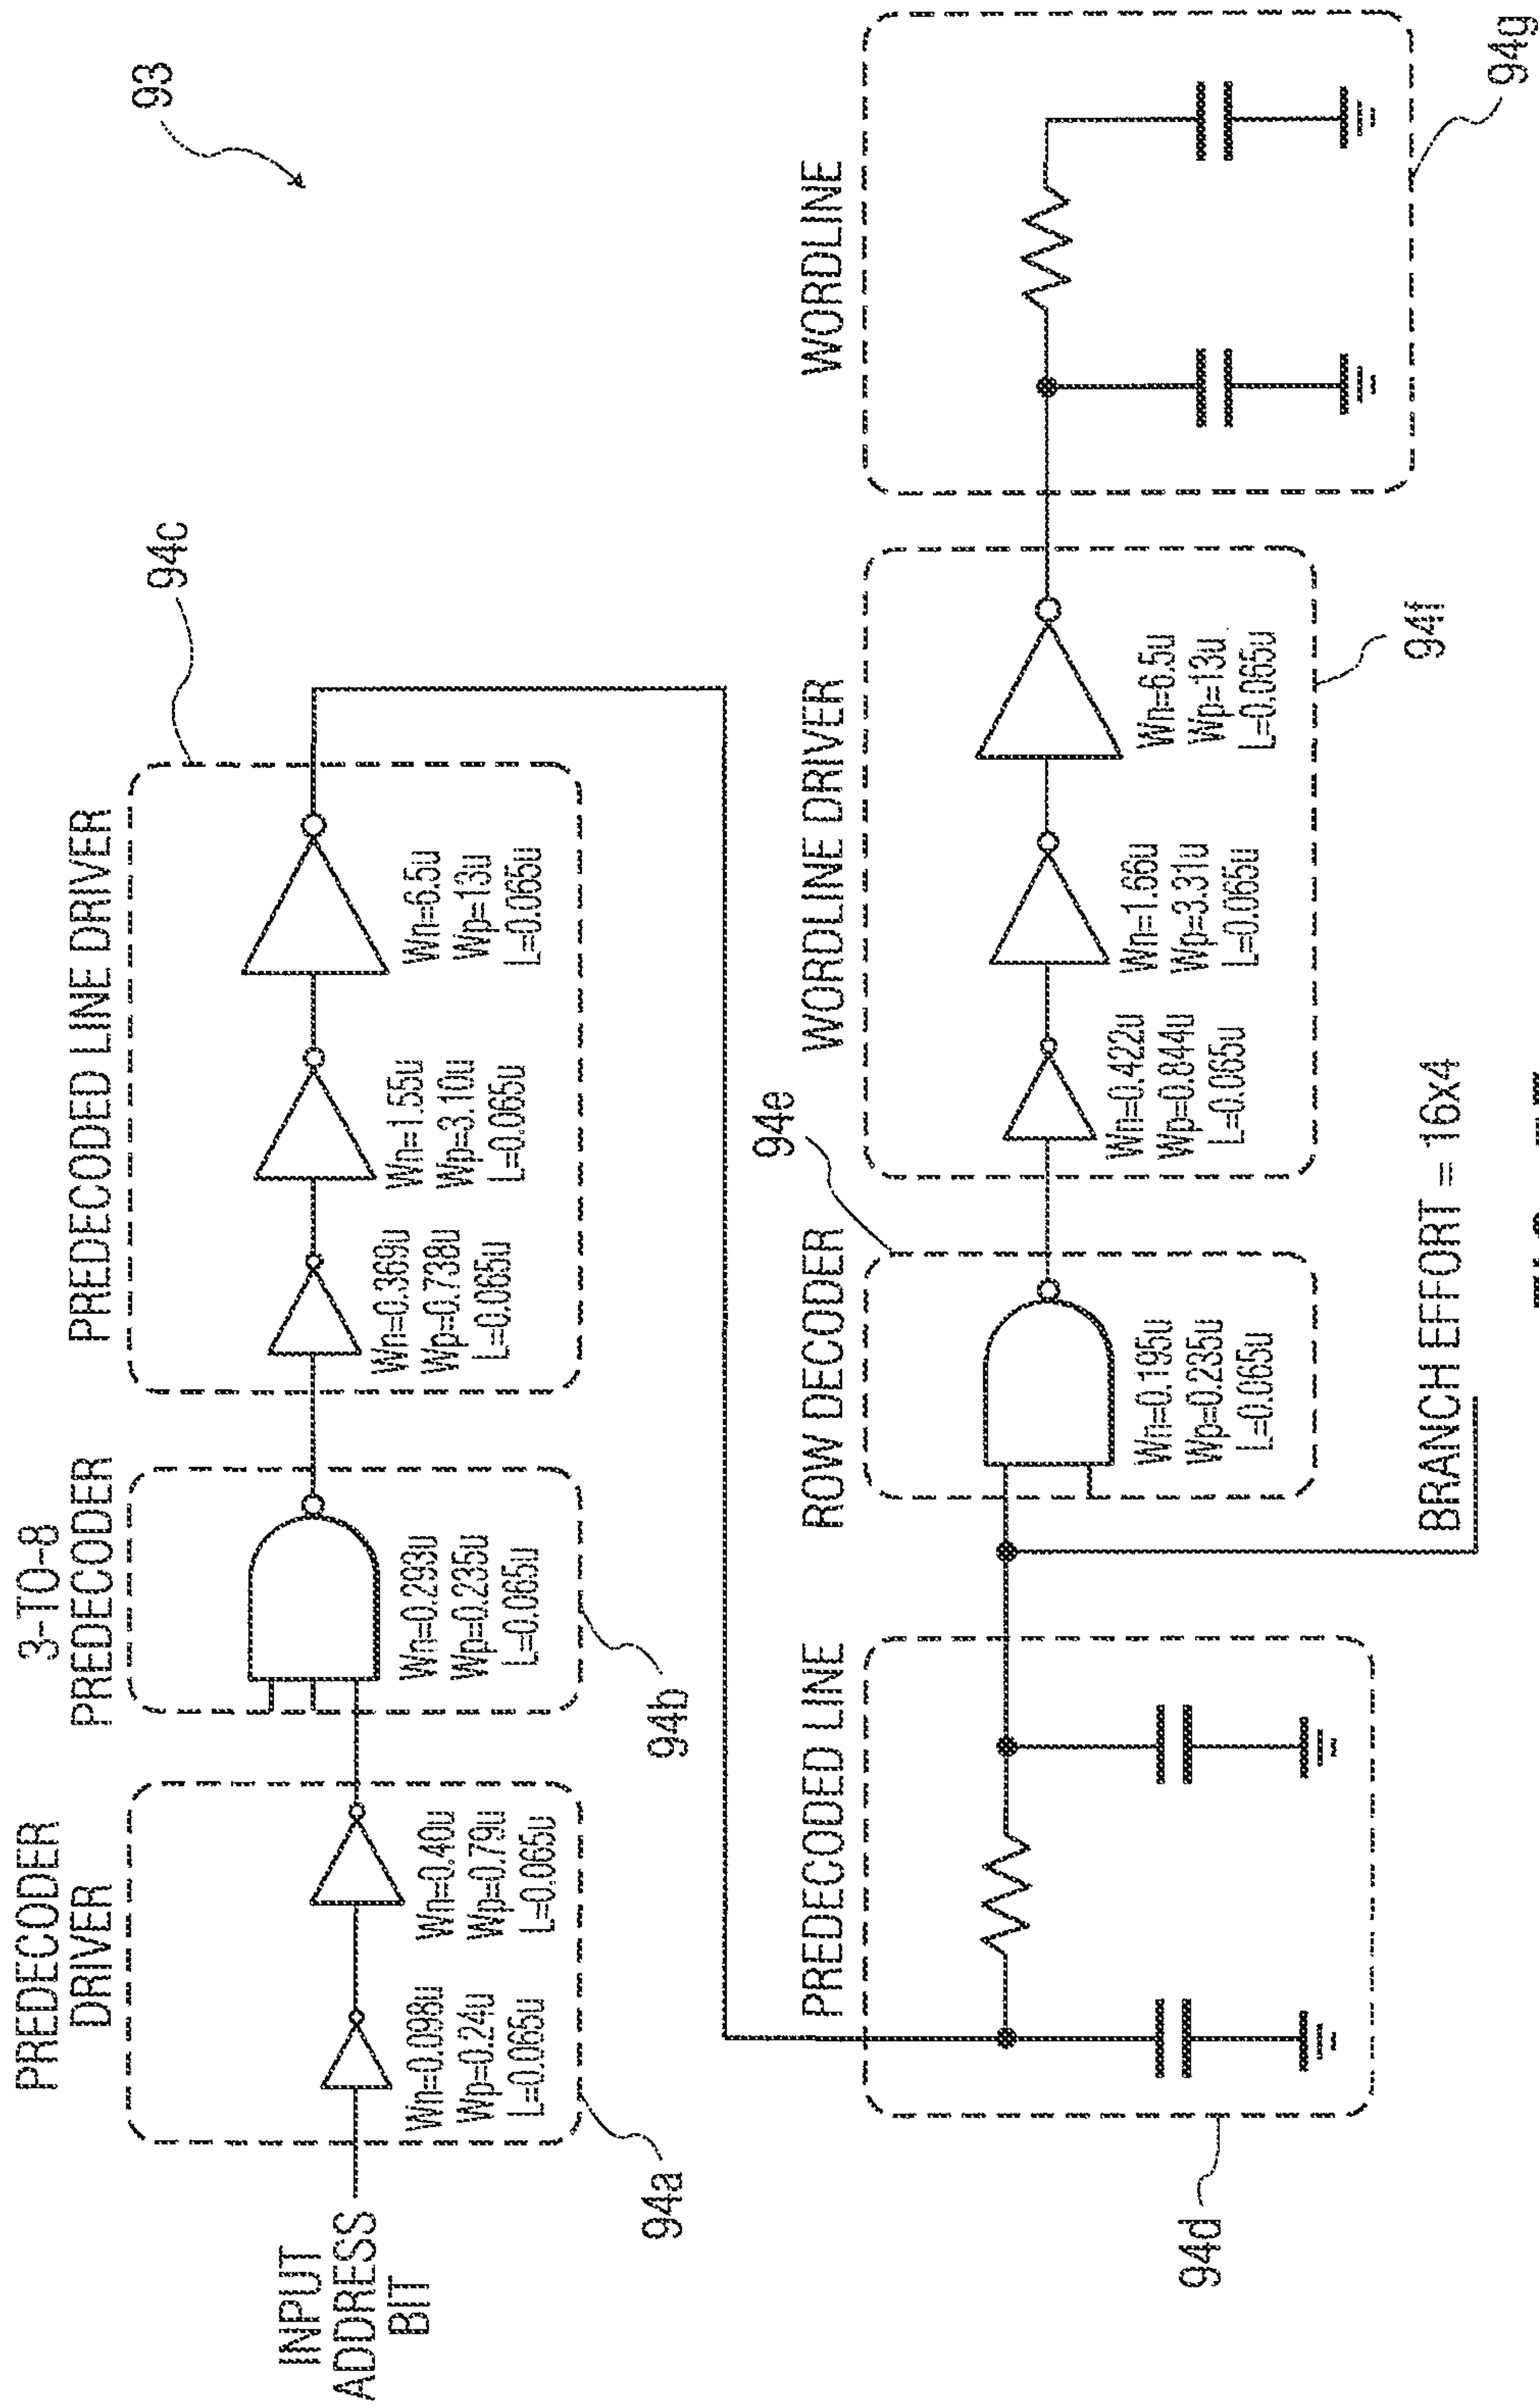 93
PREDECODER
DRIVER
INPUT
ADDRESS
BIT
Wn=0.098u
Wp=0.24u
L=0.065u
Wn=0.40u
Wp=0.79u
L=0.065u
94a
3-TO-8
PREDECODER
Wn=0.293u
Wp=0.235u
L=0.065u
94b
PREDECODED LINE DRIVER
Wn=0.369u
Wp=0.738u
L=0.065u
Wn=1.55u
Wp=3.10u
L=0.065u
Wn=6.5u
Wp=13u
L=0.065u
94c
PREDECODED LINE
94d
ROW DECODER
Wn=0.195u
Wp=0.235u
L=0.065u
94e
BRANCH EFFORT = 16x4
WORDLINE DRIVER
Wn=0.422u
Wp=0.844u
L=0.065u
Wn=1.66u
Wp=3.31u
L=0.065u
Wn=6.5u
Wp=13u
L=0.065u
94f
WORDLINE
94g